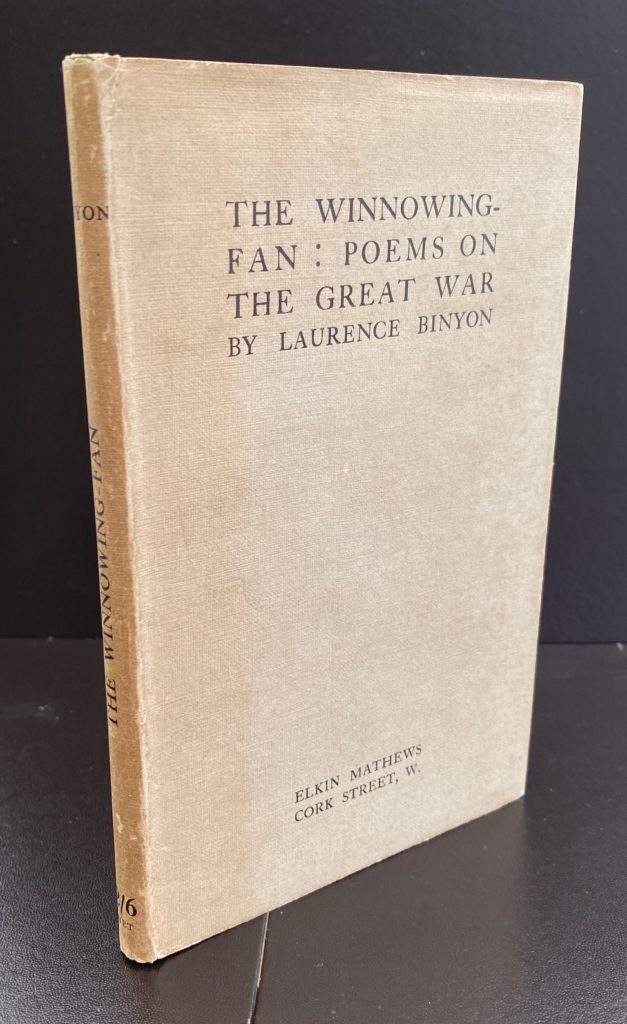 THE WINNOWING-
FAN : POEMS ON
THE GREAT WAR
BY LAURENCE BINYON
ELKIN MATHEWS
CORK STREET, W.
YON
THE WINNOWING-FAN
/6